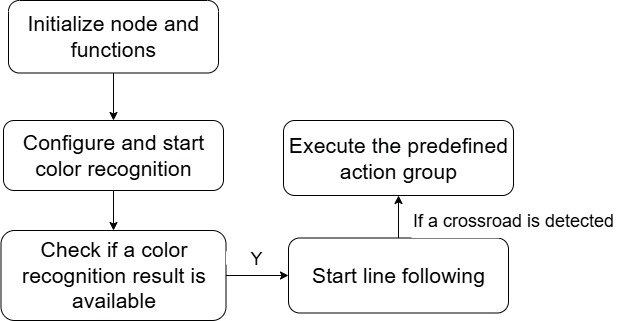 Initialize node and
functions
Configure and start
color recognition
Check if a color
recognition result is
available
Y
Start line following
If a crossroad is detected
Execute the predefined
action group